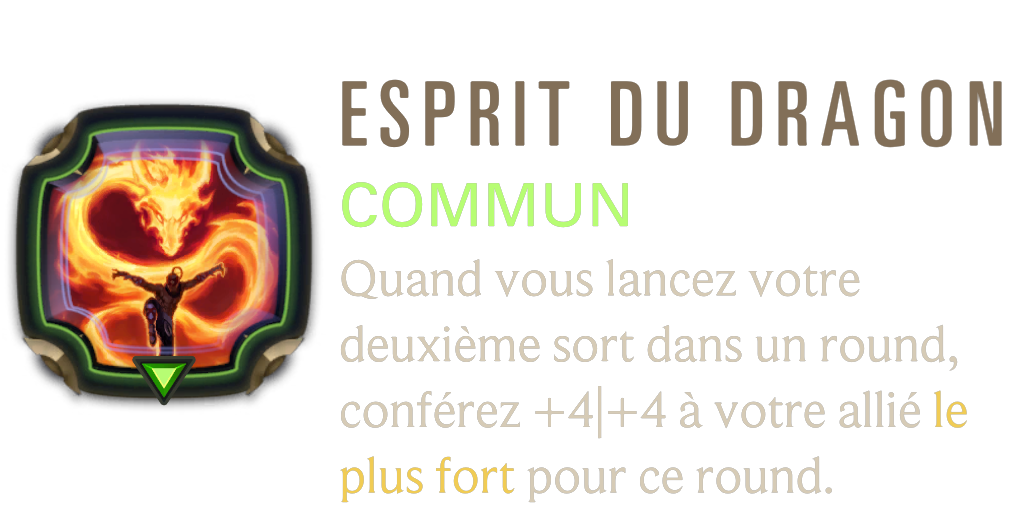 ESPRIT DU DRAGON
COMMUN
Quand vous lancez votre
deuxième sort dans un round,
conférez +4|+4 à votre allié le
plus fort pour ce round.